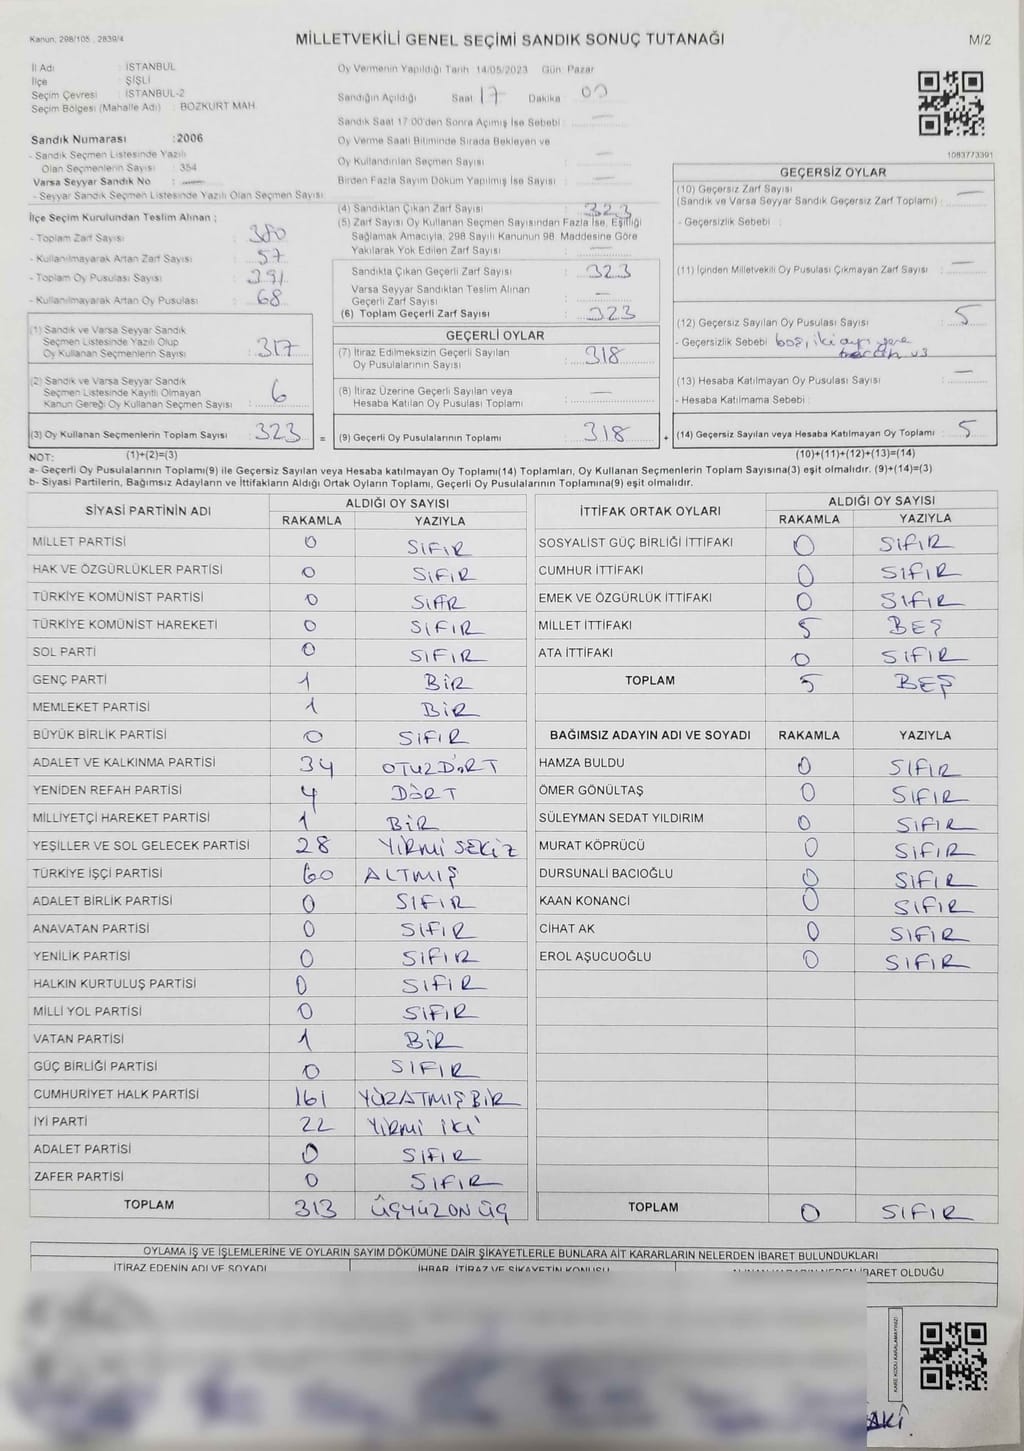 Kanun, 298/105 , 2839/4
MİLLETVEKİLİ GENEL SEÇİMİ SANDIK SONUÇ TUTANAĞI
M/2
İl Adı : İSTANBUL
İlçe : ŞİŞLİ
Seçim Çevresi : İSTANBUL-2
Seçim Bölgesi (Mahalle Adı) : BOZKURT MAH
Oy Vermenin Yapıldığı Tarih 14/05/2023 Gün Pazar
Sandığın Açıldığı Saat 17 Dakika 00
Sandık Saat 17:00'den Sonra Açımış İse Sebebi : —
Oy Verme Saati Bitiminde Sırada Bekleyen ve
Oy Kullandırılan Seçmen Sayısı : —
Birden Fazla Sayım Döküm Yapılmış İse Sayısı : —
1083773391
Sandık Numarası :2006
- Sandık Seçmen Listesinde Yazılı
Olan Seçmenlerin Sayısı : 354
Varsa Seyyar Sandık No : —
- Seyyar Sandık Seçmen Listesinde Yazılı Olan Seçmen Sayısı
İlçe Seçim Kurulundan Teslim Alınan ;
- Toplam Zarf Sayısı : 380
- Kullanılmayarak Artan Zarf Sayısı : 57
- Toplam Oy Pusulası Sayısı : 391
- Kullanılmayarak Artan Oy Pusulası : 68
(1) Sandık ve Varsa Seyyar Sandık
Seçmen Listesinde Yazılı Olup
Oy Kullanan Seçmenlerin Sayısı : 317
(2) Sandık ve Varsa Seyyar Sandık
Seçmen Listesinde Kayıtlı Olmayan
Kanun Gereği Oy Kullanan Seçmen Sayısı : 6
(3) Oy Kullanan Seçmenlerin Toplam Sayısı : 323 =
(4) Sandıktan Çıkan Zarf Sayısı : 323
(5) Zarf Sayısı Oy Kullanan Seçmen Sayısından Fazla İse, Eşitliği
Sağlamak Amacıyla, 298 Sayılı Kanunun 98. Maddesine Göre
Yakılarak Yok Edilen Zarf Sayısı : —
Sandıkta Çıkan Geçerli Zarf Sayısı : 323
Varsa Seyyar Sandıktan Teslim Alınan
Geçerli Zarf Sayısı : —
(6) Toplam Geçerli Zarf Sayısı : 323
GEÇERLİ OYLAR
(7) İtiraz Edilmeksizin Geçerli Sayılan
Oy Pusulalarının Sayısı : 318
(8) İtiraz Üzerine Geçerli Sayılan veya
Hesaba Katılan Oy Pusulası Toplamı : —
(9) Geçerli Oy Pusulalarının Toplamı : 318 +
GEÇERSİZ OYLAR
(10) Geçersiz Zarf Sayısı
(Sandık ve Varsa Seyyar Sandık Geçersiz Zarf Toplamı) : —
- Geçersizlik Sebebi :
(11) İçinden Milletvekili Oy Pusulası Çıkmayan Zarf Sayısı : —
(12) Geçersiz Sayılan Oy Pusulası Sayısı : 5
- Geçersizlik Sebebi : boş, iki ayrı yere
(13) Hesaba Katılmayan Oy Pusulası Sayısı : —
- Hesaba Katılmama Sebebi :
(14) Geçersiz Sayılan veya Hesaba Katılmayan Oy Toplamı : 5
NOT: (1)+(2)=(3) (10)+(11)+(12)+(13)=(14)
a- Geçerli Oy Pusulalarının Toplamı(9) ile Geçersiz Sayılan veya Hesaba katılmayan Oy Toplamı(14) Toplamları, Oy Kullanan Seçmenlerin Toplam Sayısına(3) eşit olmalıdır. (9)+(14)=(3)
b- Siyasi Partilerin, Bağımsız Adayların ve İttifakların Aldığı Ortak Oyların Toplamı, Geçerli Oy Pusulalarının Toplamına(9) eşit olmalıdır.
SİYASİ PARTİNİN ADI ALDIĞI OY SAYISI
RAKAMLA YAZIYLA
MİLLET PARTİSİ 0 SIFIR
HAK VE ÖZGÜRLÜKLER PARTİSİ 0 SIFIR
TÜRKİYE KOMÜNİST PARTİSİ 0 SIFIR
TÜRKİYE KOMÜNİST HAREKETİ 0 SIFIR
SOL PARTİ 0 SIFIR
GENÇ PARTİ 1 BİR
MEMLEKET PARTİSİ 1 BİR
BÜYÜK BİRLİK PARTİSİ 0 SIFIR
ADALET VE KALKINMA PARTİSİ 34 OTUZDÖRT
YENİDEN REFAH PARTİSİ 4 DÖRT
MİLLİYETÇİ HAREKET PARTİSİ 1 BİR
YEŞİLLER VE SOL GELECEK PARTİSİ 28 YİRMİ SEKİZ
TÜRKİYE İŞÇİ PARTİSİ 60 ALTMIŞ
ADALET BİRLİK PARTİSİ 0 SIFIR
ANAVATAN PARTİSİ 0 SIFIR
YENİLİK PARTİSİ 0 SIFIR
HALKIN KURTULUŞ PARTİSİ 0 SIFIR
MİLLİ YOL PARTİSİ 0 SIFIR
VATAN PARTİSİ 1 BİR
GÜÇ BİRLİĞİ PARTİSİ 0 SIFIR
CUMHURİYET HALK PARTİSİ 161 YÜZATMIŞBİR
İYİ PARTİ 22 YİRMİ İKİ
ADALET PARTİSİ 0 SIFIR
ZAFER PARTİSİ 0 SIFIR
TOPLAM 313 ÜÇYÜZONÜÇ
İTTİFAK ORTAK OYLARI ALDIĞI OY SAYISI
RAKAMLA YAZIYLA
SOSYALİST GÜÇ BİRLİĞİ İTTİFAKI 0 SIFIR
CUMHUR İTTİFAKI 0 SIFIR
EMEK VE ÖZGÜRLÜK İTTİFAKI 0 SIFIR
MİLLET İTTİFAKI 5 BEŞ
ATA İTTİFAKI 0 SIFIR
TOPLAM 5 BEŞ
BAĞIMSIZ ADAYIN ADI VE SOYADI RAKAMLA YAZIYLA
HAMZA BULDU 0 SIFIR
ÖMER GÖNÜLTAŞ 0 SIFIR
SÜLEYMAN SEDAT YILDIRIM 0 SIFIR
MURAT KÖPRÜCÜ 0 SIFIR
DURSUNALİ BACIOĞLU 0 SIFIR
KAAN KONANCİ 0 SIFIR
CİHAT AK 0 SIFIR
EROL AŞUCUOĞLU 0 SIFIR
TOPLAM 0 SIFIR
OYLAMA İŞ VE İŞLEMLERİNE VE OYLARIN SAYIM DÖKÜMÜNE DAİR ŞİKAYETLERLE BUNLARA AİT KARARLARIN NELERDEN İBARET BULUNDUKLARI
İTİRAZ EDENİN ADI VE SOYADI İHBAR, İTİRAZ VE ŞİKAYETİN KONUSU İBARET OLDUĞU
KARE KODU KARALAMAYINIZ!